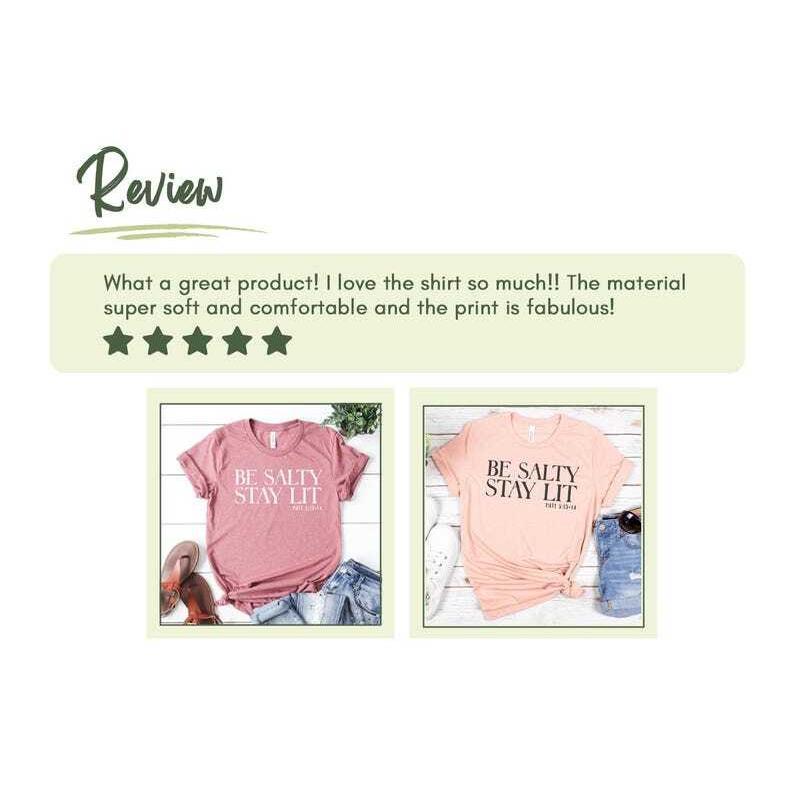 Review
What a great product! I love the shirt so much!! The material
super soft and comfortable and the print is fabulous!
BE SALTY
STAY LIT
BE SALTY
STAY LIT